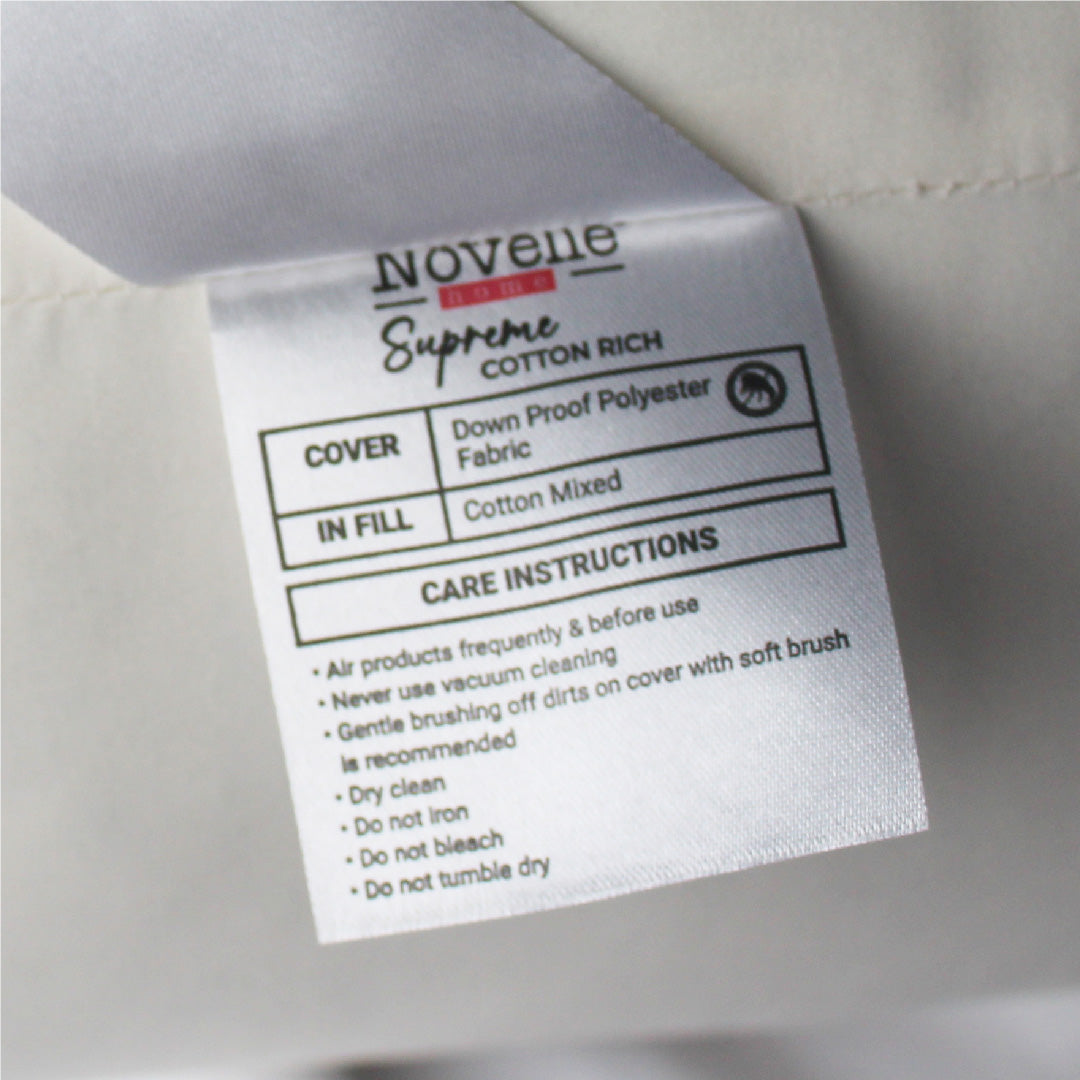 Novelle
home
Supreme
COTTON RICH
COVER
Down Proof Polyester
Fabric
IN FILL
Cotton Mixed
CARE INSTRUCTIONS
• Air products frequently & before use
• Never use vacuum cleaning
• Gentle brushing off dirts on cover with soft brush
is recommended
• Dry clean
• Do not iron
• Do not bleach
• Do not tumble dry